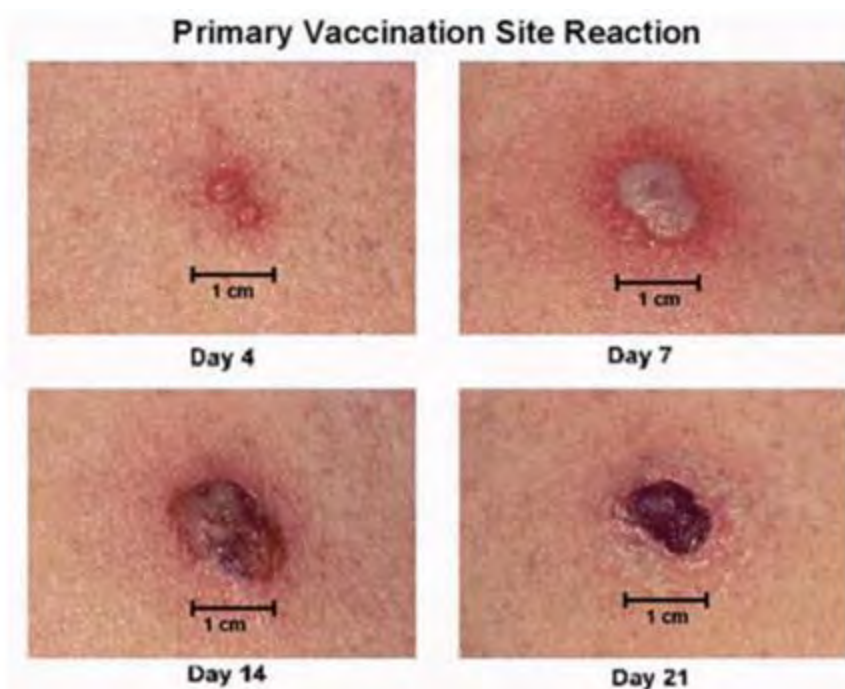 Primary Vaccination Site Reaction
1 cm
1 cm
Day 4
Day 7
1 cm
1 cm
Day 14
Day 21